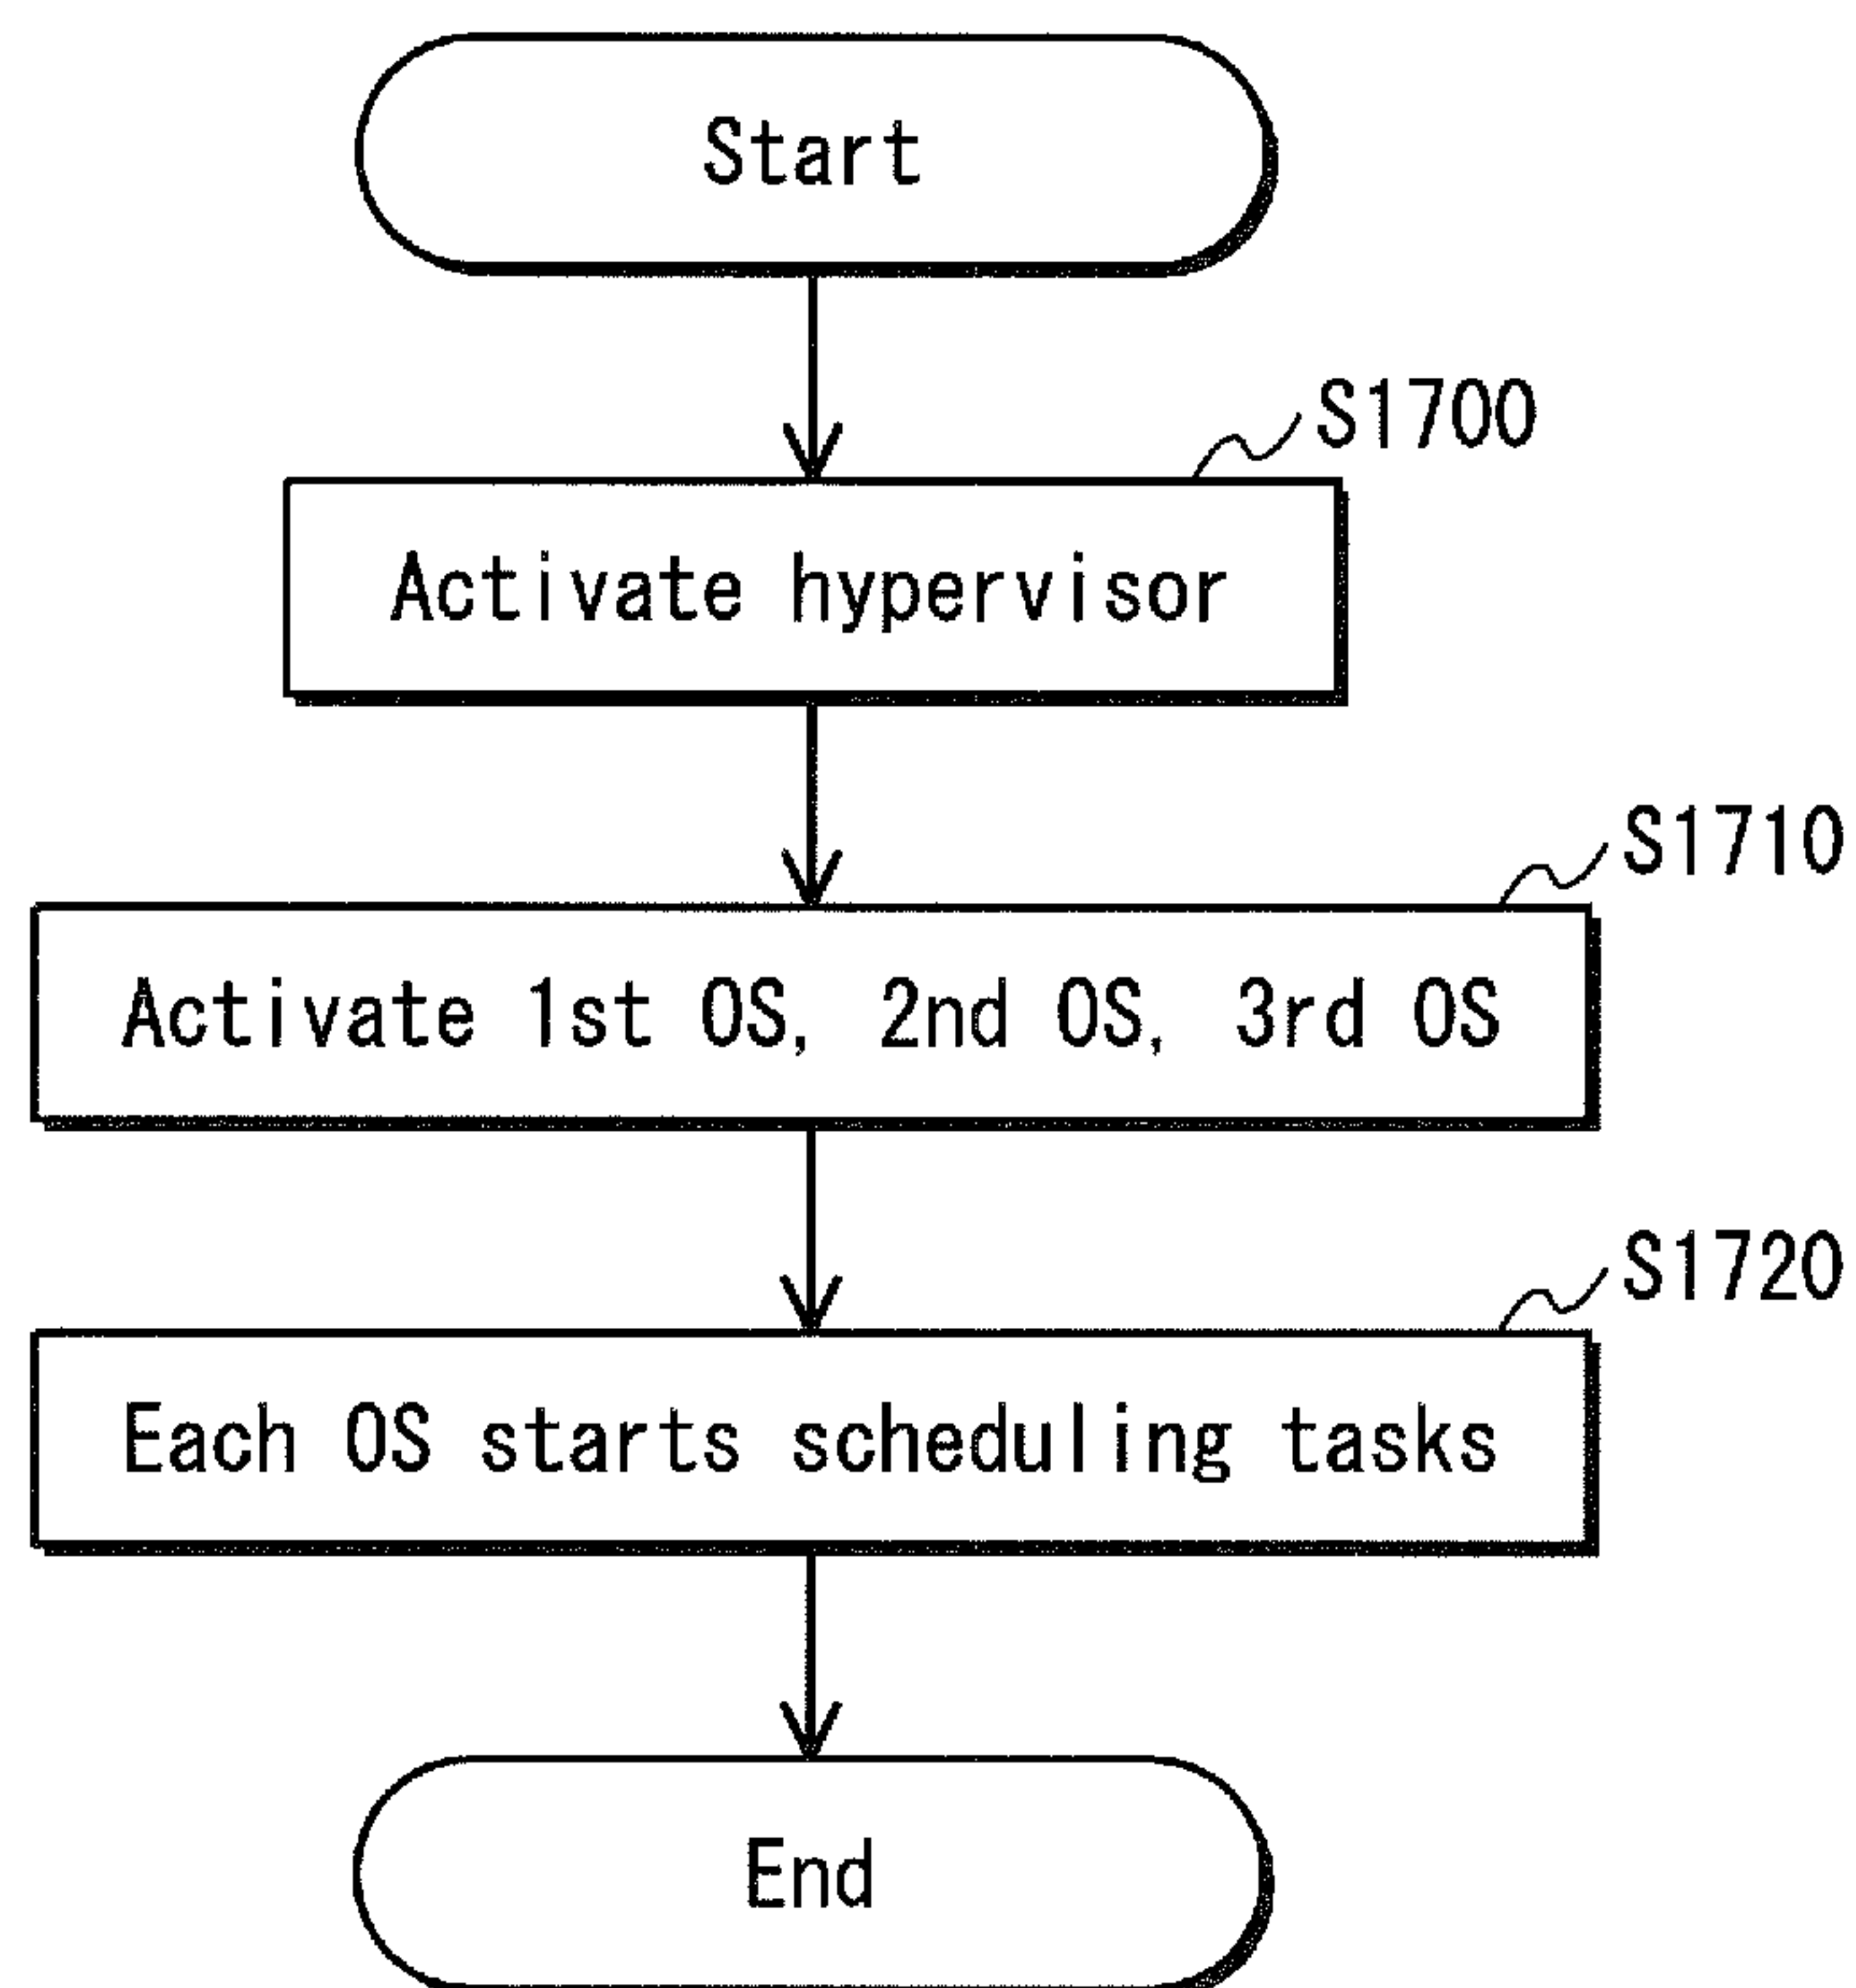 Start
S1700
Activate hypervisor
S1710
Activate 1st OS, 2nd OS, 3rd OS
S1720
Each OS starts scheduling tasks
End